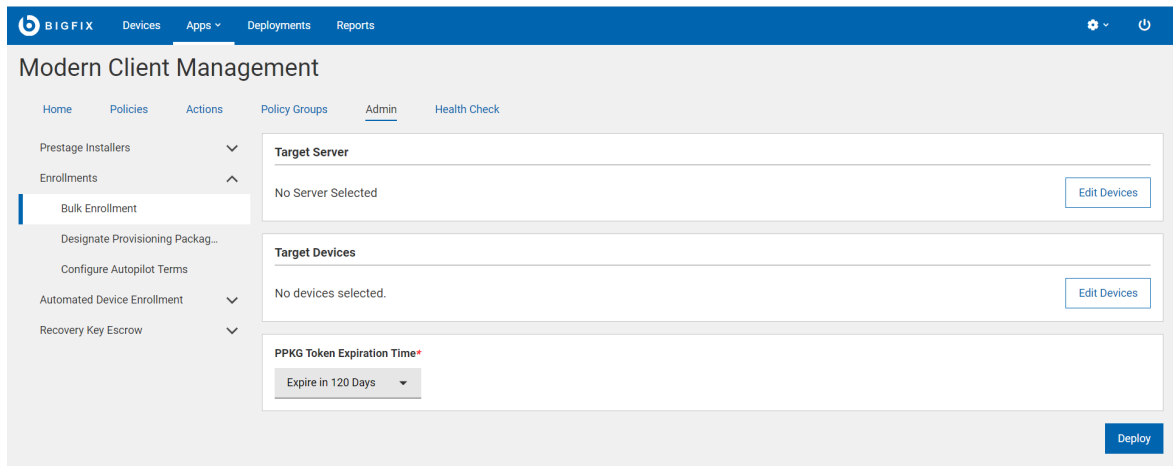 BIGFIX Devices Apps Deployments Reports
Modern Client Management
Home Policies Actions Policy Groups Admin Health Check
Prestage Installers
Enrollments
Bulk Enrollment
Designate Provisioning Packag...
Configure Autopilot Terms
Automated Device Enrollment
Recovery Key Escrow
Target Server
No Server Selected Edit Devices
Target Devices
No devices selected. Edit Devices
PPKG Token Expiration Time*
Expire in 120 Days
Deploy